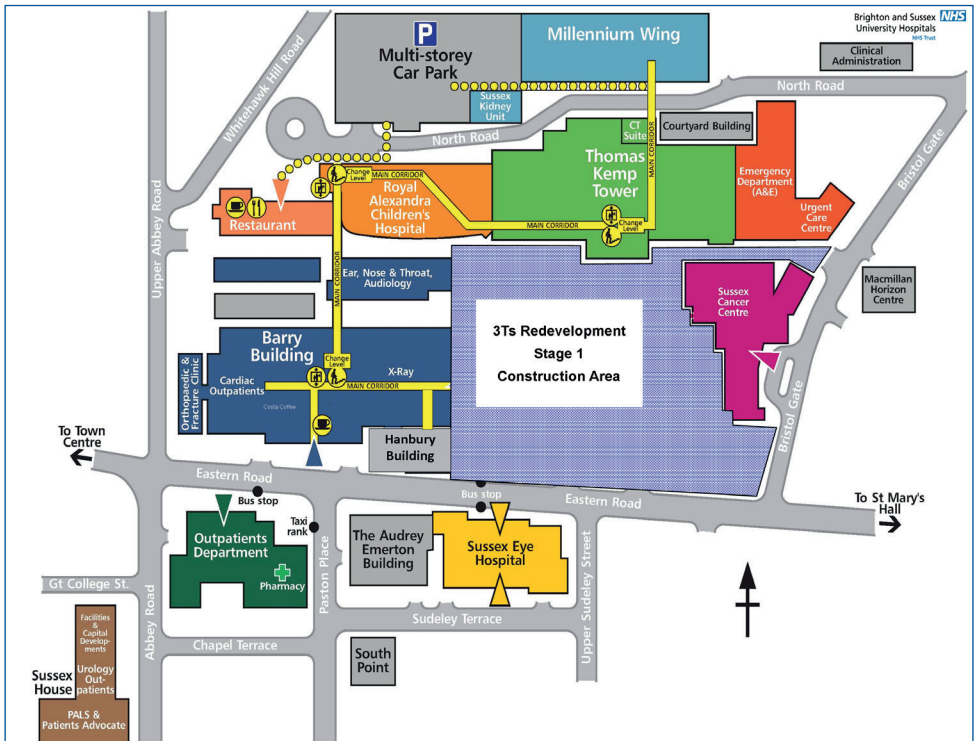 Brighton and Sussex
University Hospitals
NHS
NHS Trust
P
Multi-storey
Car Park
Millennium Wing
Clinical
Administration
Sussex
Kidney
Unit
North Road
North Road
Whitehawk Hill Road
CT
Suite
Courtyard Building
Bristol Gate
Thomas
Kemp
Tower
MAIN CORRIDOR
Emergency
Department
(A&E)
Urgent
Care
Centre
Change
Level
MAIN CORRIDOR
Royal
Alexandra
Children's
Hospital
Restaurant
MAIN CORRIDOR
Change
Level
Upper Abbey Road
Ear, Nose & Throat,
Audiology
MAIN CORRIDOR
Sussex
Cancer
Centre
Macmillan
Horizon
Centre
3Ts Redevelopment
Stage 1
Construction Area
Barry
Building
Change
Level
X-Ray
Orthopaedic &
Fracture Clinic
Cardiac
Outpatients
MAIN CORRIDOR
Costa Coffee
Hanbury
Building
Bristol Gate
To Town
Centre
Eastern Road
Bus stop
Bus stop
Eastern Road
To St Mary's
Hall
Taxi
rank
Outpatients
Department
Pharmacy
Paston Place
The Audrey
Emerton
Building
Sussex Eye
Hospital
Upper Sudeley Street
Gt College St.
Abbey Road
Sudeley Terrace
Chapel Terrace
Facilities
&
Capital
Develop-
ments
Urology
Out-
patients
Sussex
House
PALS &
Patients Advocate
South
Point